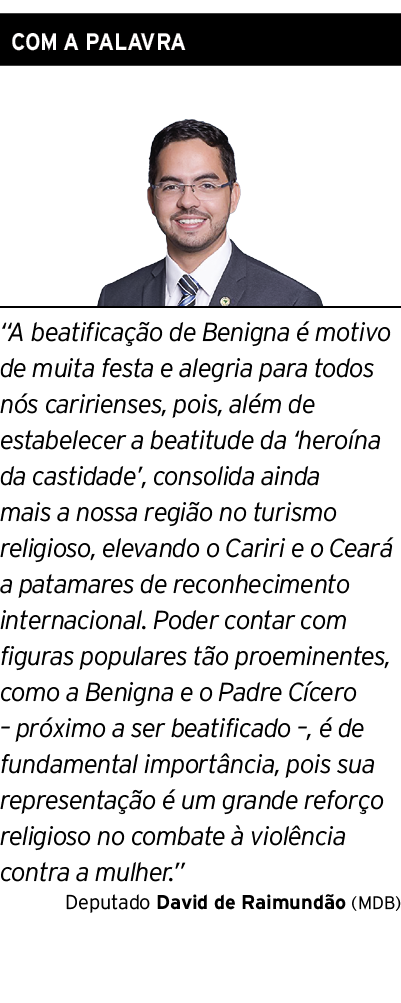 COM A PALAVRA
“A beatificação de Benigna é motivo
de muita festa e alegria para todos
nós caririenses, pois, além de
estabelecer a beatitude da ‘heroína
da castidade’, consolida ainda
mais a nossa região no turismo
religioso, elevando o Cariri e o Ceará
a patamares de reconhecimento
internacional. Poder contar com
figuras populares tão proeminentes,
como a Benigna e o Padre Cícero
– próximo a ser beatificado –, é de
fundamental importância, pois sua
representação é um grande reforço
religioso no combate à violência
contra a mulher.”
Deputado David de Raimundão (MDB)